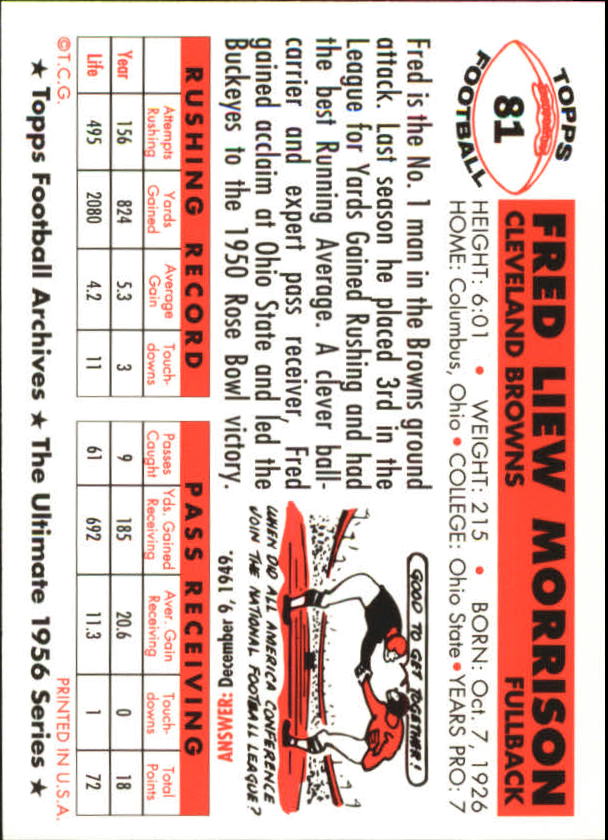 TOPPS
81
FOOTBALL
FRED LIEW MORRISON
CLEVELAND BROWNS FULLBACK
HEIGHT: 6:01 • WEIGHT: 215 • BORN: Oct. 7, 1926
HOME: Columbus, Ohio • COLLEGE: Ohio State • YEARS PRO: 7
Fred is the No. 1 man in the Browns ground
attack. Last season he placed 3rd in the
League for Yards Gained Rushing and had
the best Running Average. A clever ball-
carrier and expert pass receiver, Fred
gained acclaim at Ohio State and led the
Buckeyes to the 1950 Rose Bowl victory.
GOOD TO GET TOGETHER!
WHEN DID ALL AMERICA CONFERENCE
JOIN THE NATIONAL FOOTBALL LEAGUE?
ANSWER: December 9, 1949.
RUSHING RECORD
Attempts Rushing Yards Gained Average Gain Touch-downs
Year 156 824 5.3 3
Life 495 2080 4.2 11
PASS RECEIVING
Passes Caught Yds. Gained Receiving Aver. Gain Receiving Touch-downs Total Points
9 185 20.6 0 18
61 692 11.3 1 72
©T.C.G. PRINTED IN U.S.A.
★ Topps Football Archives ★ The Ultimate 1956 Series ★